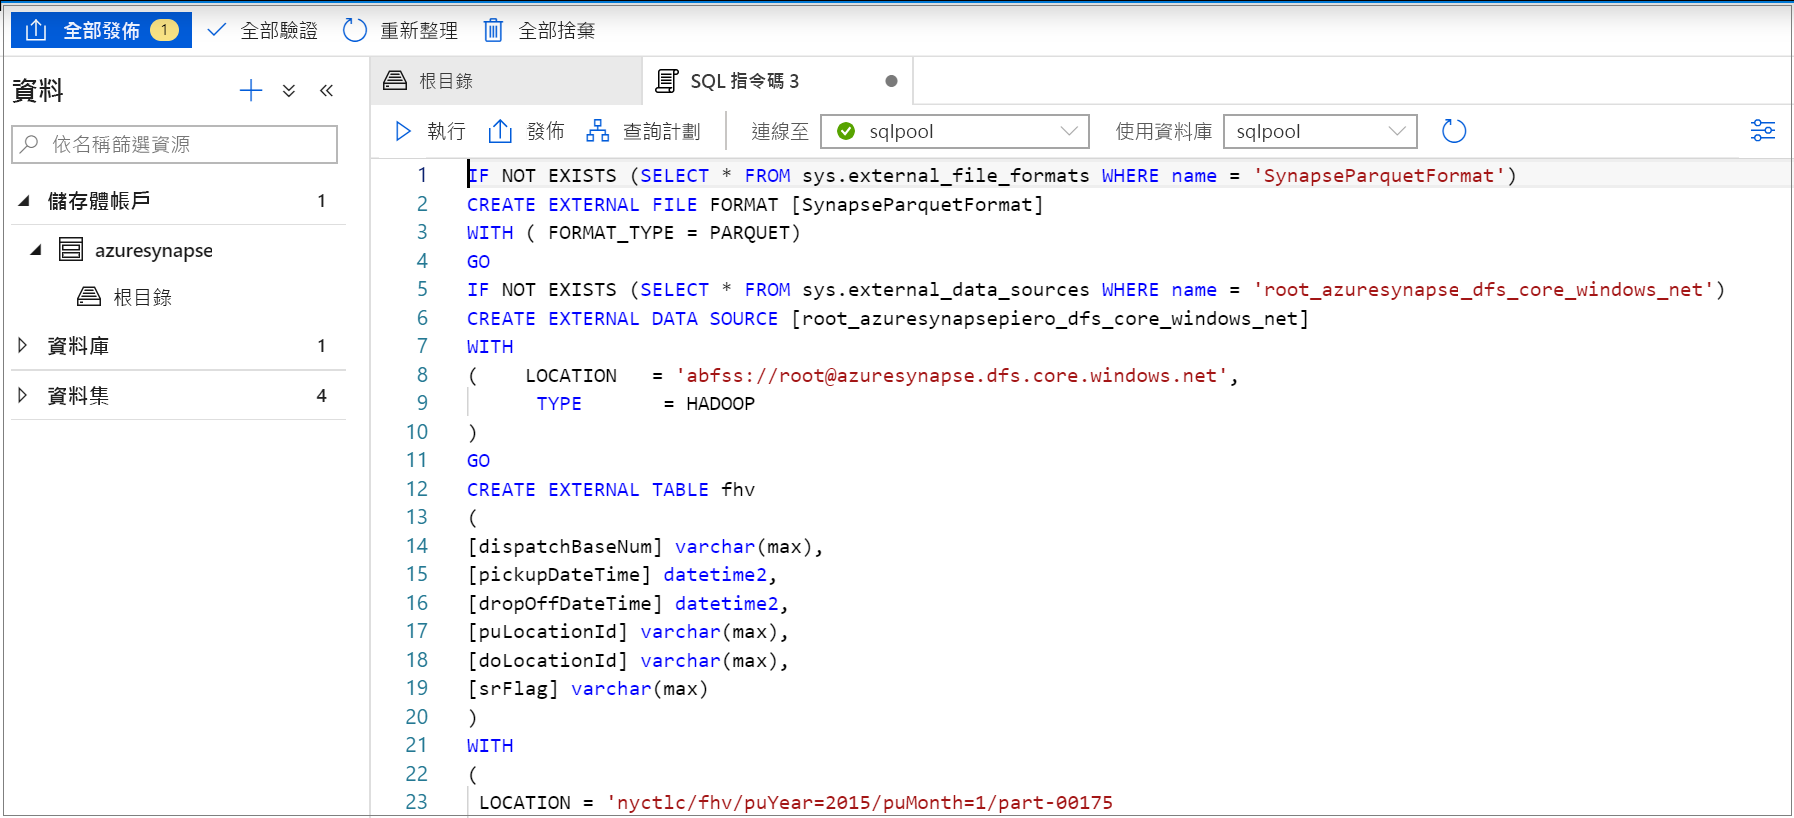 全部發佈 1 全部驗證 重新整理 全部捨棄
資料
依名稱篩選資源
儲存體帳戶 1
azuresynapse
根目錄
資料庫 1
資料集 4
根目錄 SQL 指令碼 3
執行 發佈 查詢計劃 連線至 sqlpool 使用資料庫 sqlpool
1 IF NOT EXISTS (SELECT * FROM sys.external_file_formats WHERE name = 'SynapseParquetFormat')
2 CREATE EXTERNAL FILE FORMAT [SynapseParquetFormat]
3 WITH ( FORMAT_TYPE = PARQUET)
4 GO
5 IF NOT EXISTS (SELECT * FROM sys.external_data_sources WHERE name = 'root_azuresynapse_dfs_core_windows_net')
6 CREATE EXTERNAL DATA SOURCE [root_azuresynapsepiero_dfs_core_windows_net]
7 WITH
8 ( LOCATION = 'abfss://root@azuresynapse.dfs.core.windows.net',
9 TYPE = HADOOP
10 )
11 GO
12 CREATE EXTERNAL TABLE fhv
13 (
14 [dispatchBaseNum] varchar(max),
15 [pickupDateTime] datetime2,
16 [dropOffDateTime] datetime2,
17 [puLocationId] varchar(max),
18 [doLocationId] varchar(max),
19 [srFlag] varchar(max)
20 )
21 WITH
22 (
23 LOCATION = 'nyctlc/fhv/puYear=2015/puMonth=1/part-00175